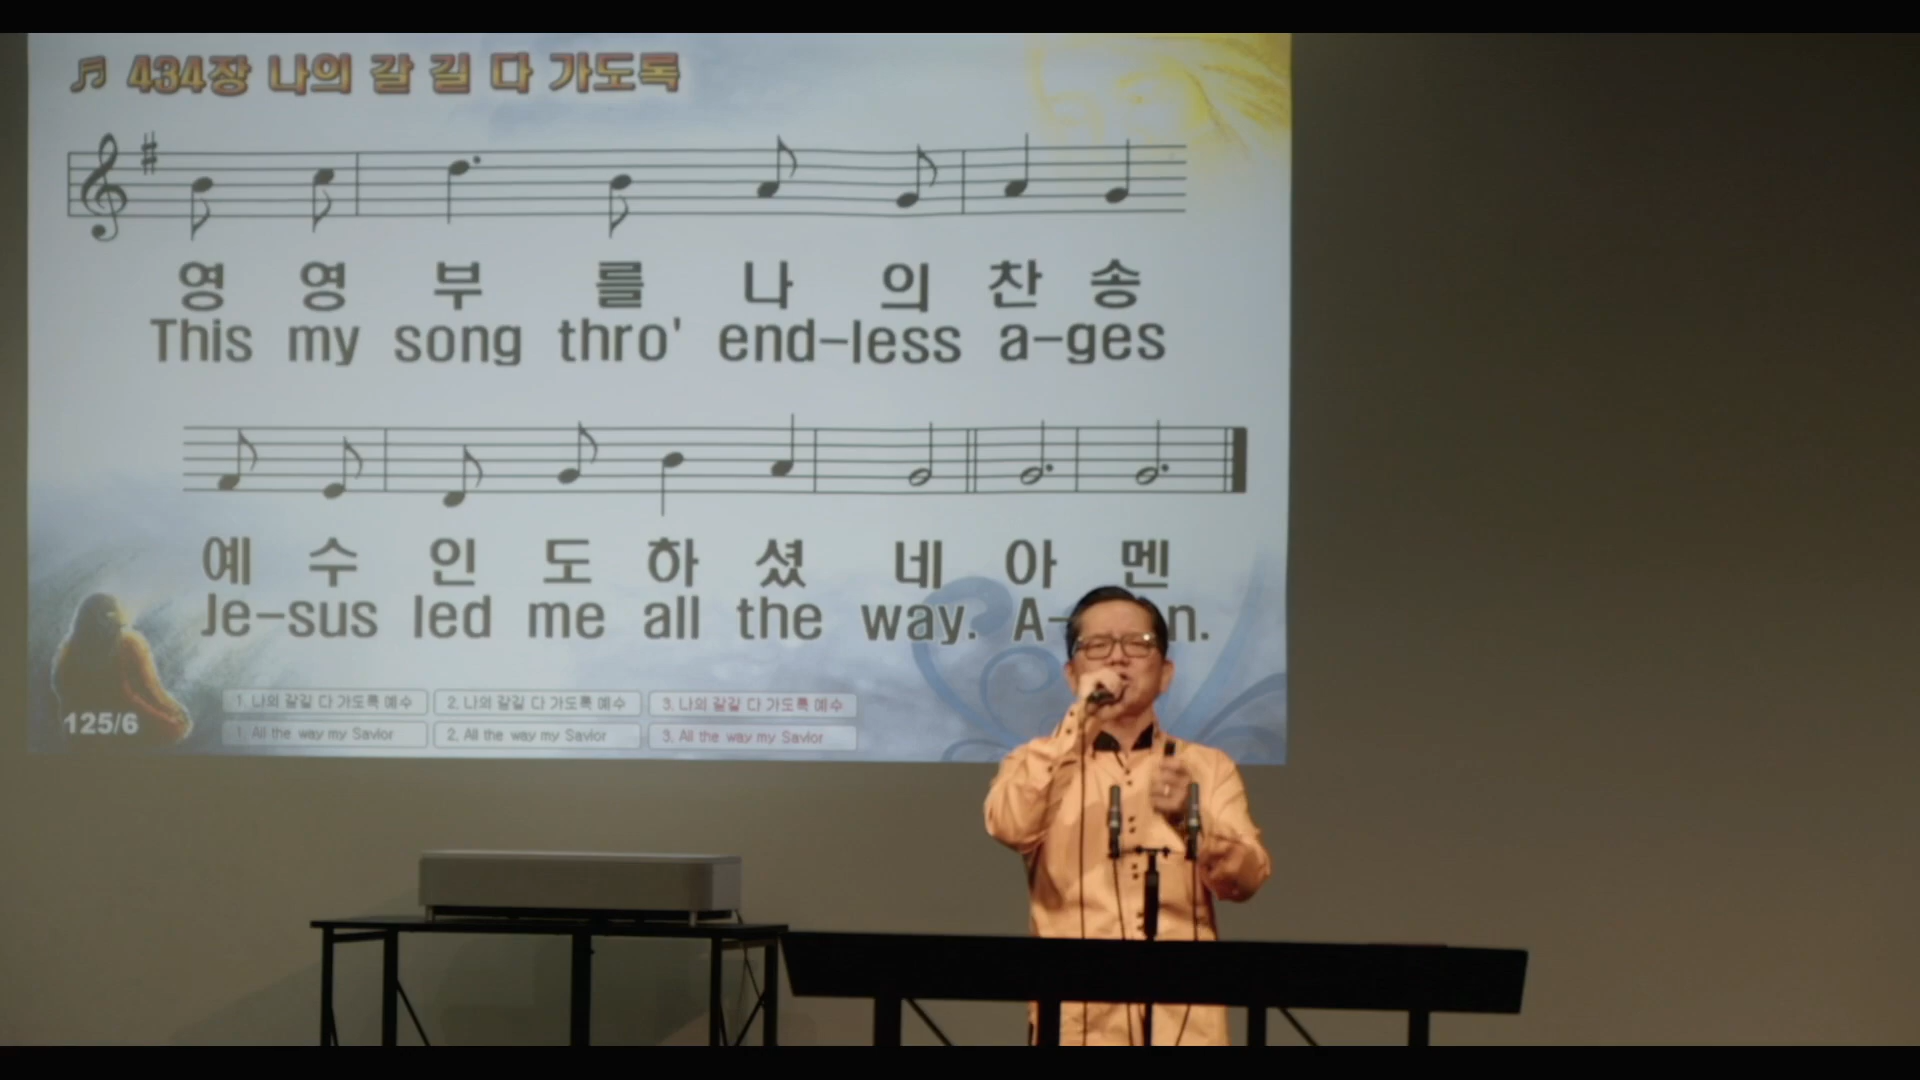 434장 나의 갈 길 다 가도록
영 영 부 를 나 의 찬 송
This my song thro' end-less a-ges
예 수 인 도 하 셨 네 아 멘
Je-sus led me all the way. A- n.
1. 나의 갈길 다 가도록 예수 2. 나의 갈길 다 가도록 예수 3. 나의 갈길 다 가도록 예수
125/6
1. All the way my Savior 2. All the way my Savior 3. All the way my Savior